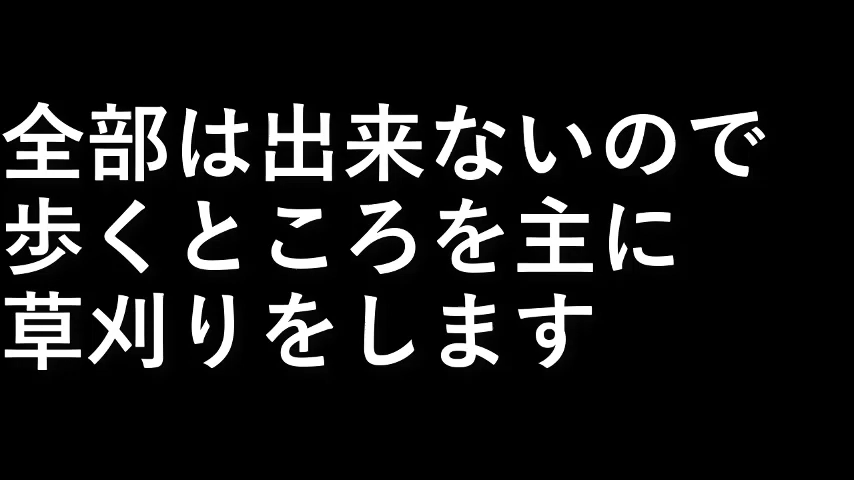 全部は出来ないので
歩くところを主に
草刈りをします